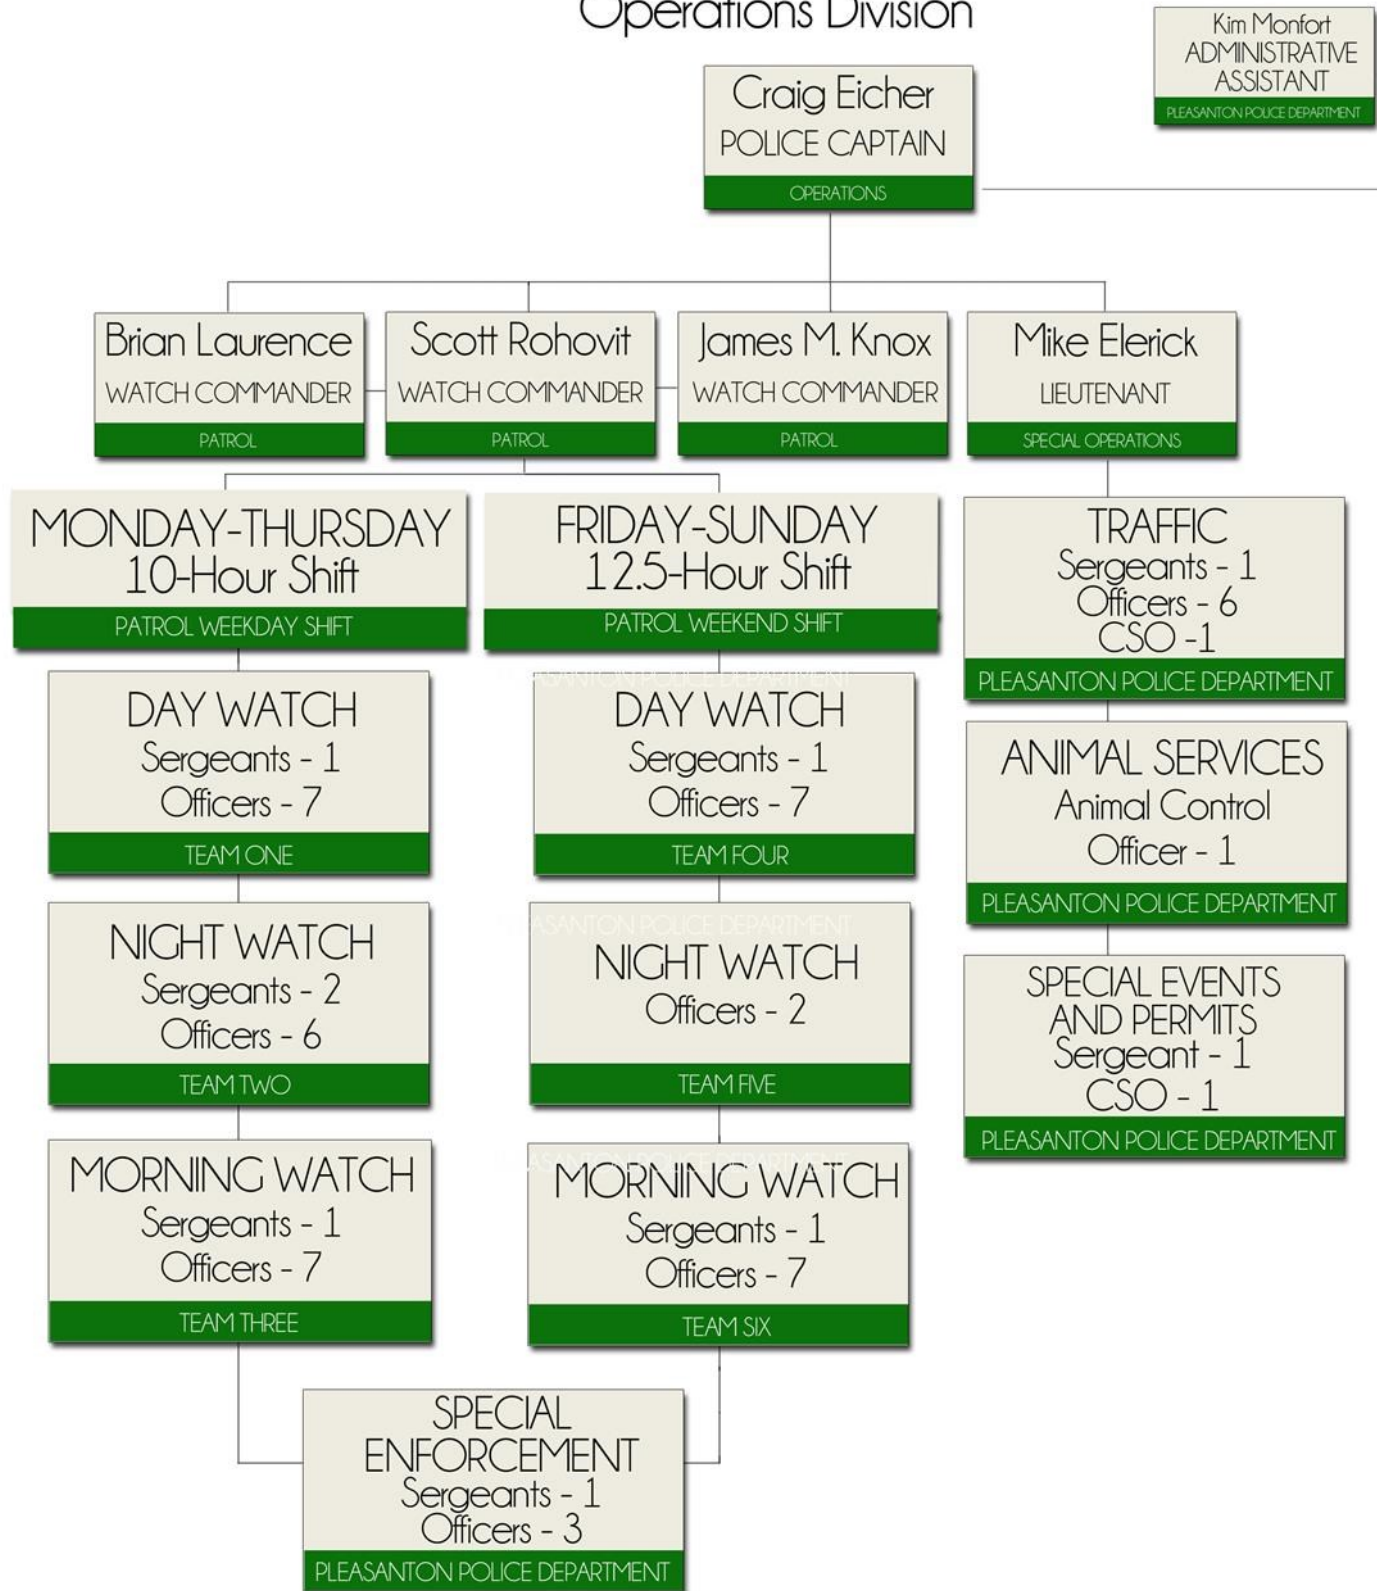 Operations Division
Kim Monfort
ADMINISTRATIVE
ASSISTANT
PLEASANTON POLICE DEPARTMENT
Craig Eicher
POLICE CAPTAIN
OPERATIONS
Brian Laurence
WATCH COMMANDER
PATROL
Scott Rohovit
WATCH COMMANDER
PATROL
James M. Knox
WATCH COMMANDER
PATROL
Mike Elerick
LIEUTENANT
SPECIAL OPERATIONS
MONDAY-THURSDAY
10-Hour Shift
PATROL WEEKDAY SHIFT
FRIDAY-SUNDAY
12.5-Hour Shift
PATROL WEEKEND SHIFT
TRAFFIC
Sergeants - 1
Officers - 6
CSO -1
PLEASANTON POLICE DEPARTMENT
DAY WATCH
Sergeants - 1
Officers - 7
TEAM ONE
POLICE DEPARTMENT
DAY WATCH
Sergeants - 1
Officers - 7
TEAM FOUR
ANIMAL SERVICES
Animal Control
Officer - 1
PLEASANTON POLICE DEPARTMENT
NIGHT WATCH
Sergeants - 2
Officers - 6
TEAM TWO
POLICE DEPARTMENT
NIGHT WATCH
Officers - 2
TEAM FIVE
SPECIAL EVENTS
AND PERMITS
Sergeant - 1
CSO - 1
PLEASANTON POLICE DEPARTMENT
MORNING WATCH
Sergeants - 1
Officers - 7
TEAM THREE
POLICE DEPARTMENT
MORNING WATCH
Sergeants - 1
Officers - 7
TEAM SIX
SPECIAL
ENFORCEMENT
Sergeants - 1
Officers - 3
PLEASANTON POLICE DEPARTMENT